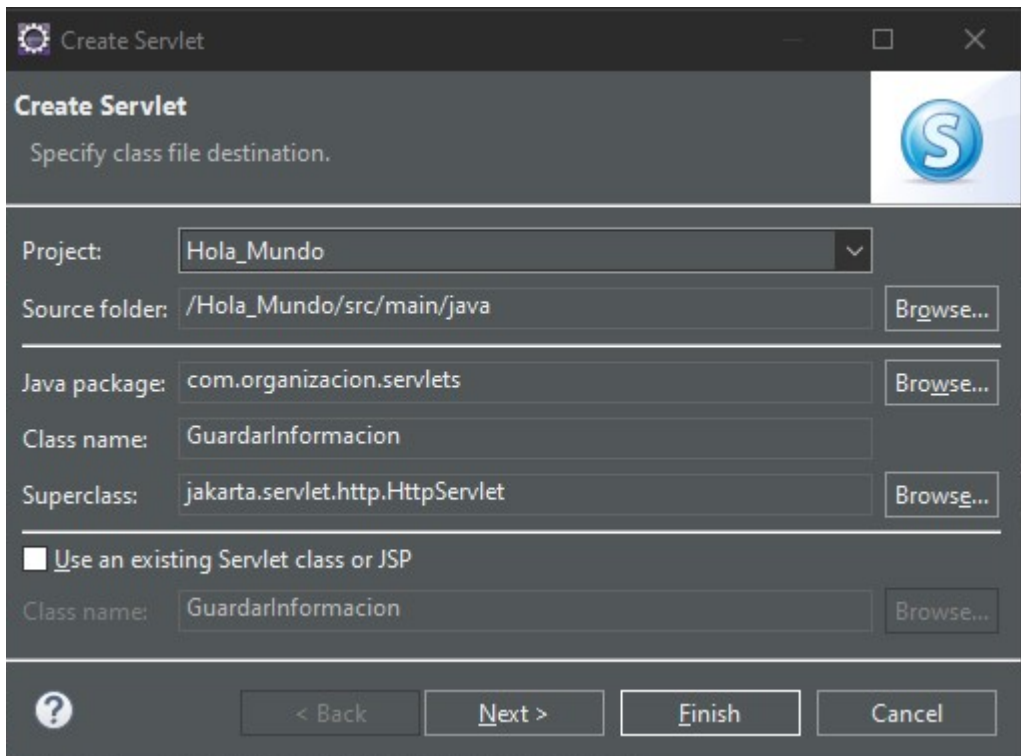 Create Servlet
Create Servlet
Specify class file destination.
Project: Hola_Mundo
Source folder: /Hola_Mundo/src/main/java Browse...
Java package: com.organizacion.servlets Browse...
Class name: GuardarInformacion
Superclass: jakarta.servlet.http.HttpServlet Browse...
Use an existing Servlet class or JSP
Class name: GuardarInformacion Browse...
? < Back Next > Finish Cancel